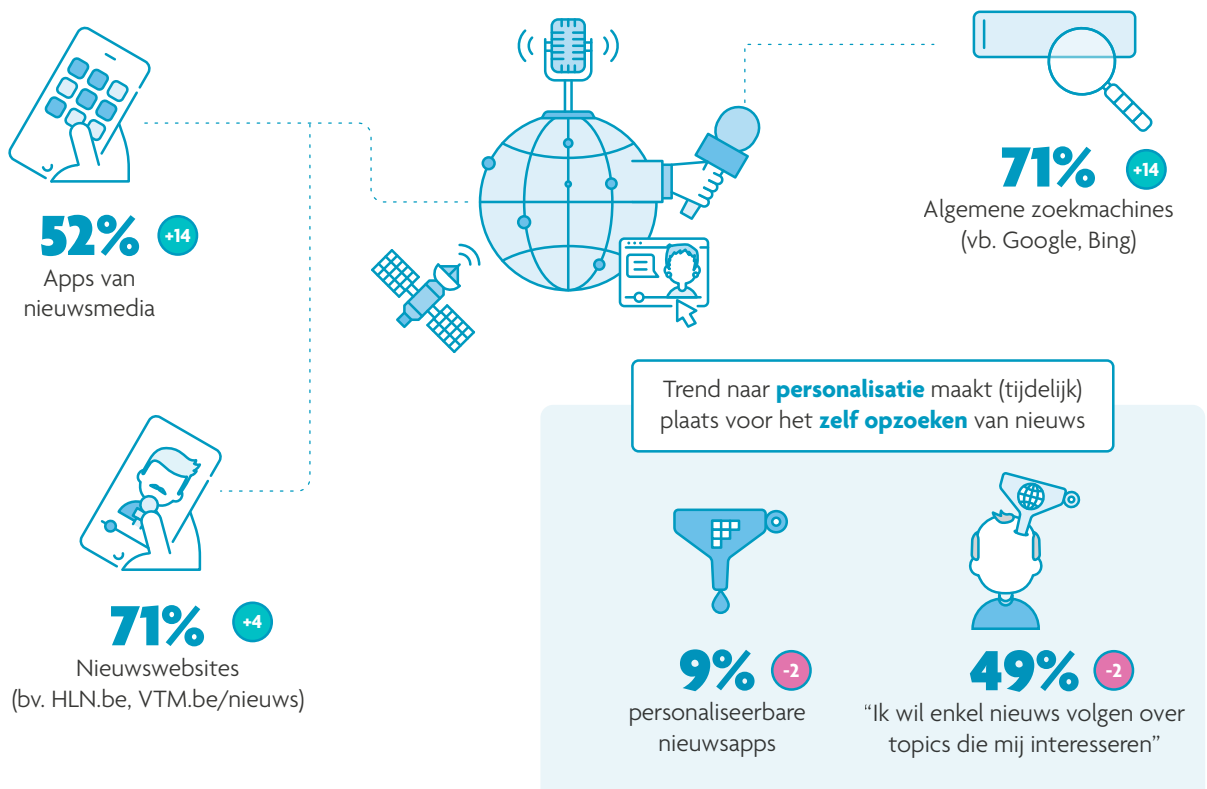 52% +14
Apps van
nieuwsmedia
71% +14
Algemene zoekmachines
(vb. Google, Bing)
71% +4
Nieuwswebsites
(bv. HLN.be, VTM.be/nieuws)
Trend naar personalisatie maakt (tijdelijk)
plaats voor het zelf opzoeken van nieuws
9% -2
personaliseerbare
nieuwsapps
49% -2
“Ik wil enkel nieuws volgen over
topics die mij interesseren”